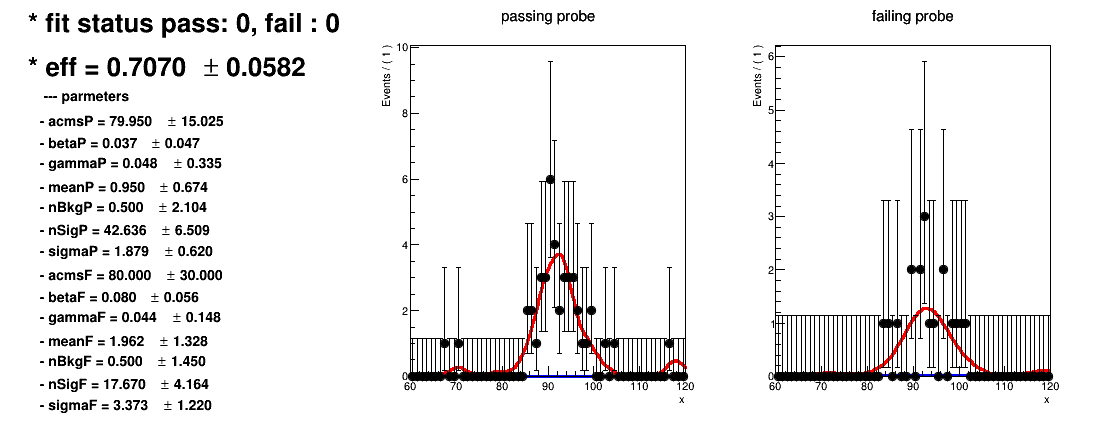 * fit status pass: 0, fail : 0
* eff = 0.7070 ± 0.0582
--- parmeters
- acmsP = 79.950 ± 15.025
- betaP = 0.037 ± 0.047
- gammaP = 0.048 ± 0.335
- meanP = 0.950 ± 0.674
- nBkgP = 0.500 ± 2.104
- nSigP = 42.636 ± 6.509
- sigmaP = 1.879 ± 0.620
- acmsF = 80.000 ± 30.000
- betaF = 0.080 ± 0.056
- gammaF = 0.044 ± 0.148
- meanF = 1.962 ± 1.328
- nBkgF = 0.500 ± 1.450
- nSigF = 17.670 ± 4.164
- sigmaF = 3.373 ± 1.220
passing probe
Events / ( 1 )
10
8
6
4
2
0
60 70 80 90 100 110 120
x
failing probe
Events / ( 1 )
6
5
4
3
2
1
0
60 70 80 90 100 110 120
x